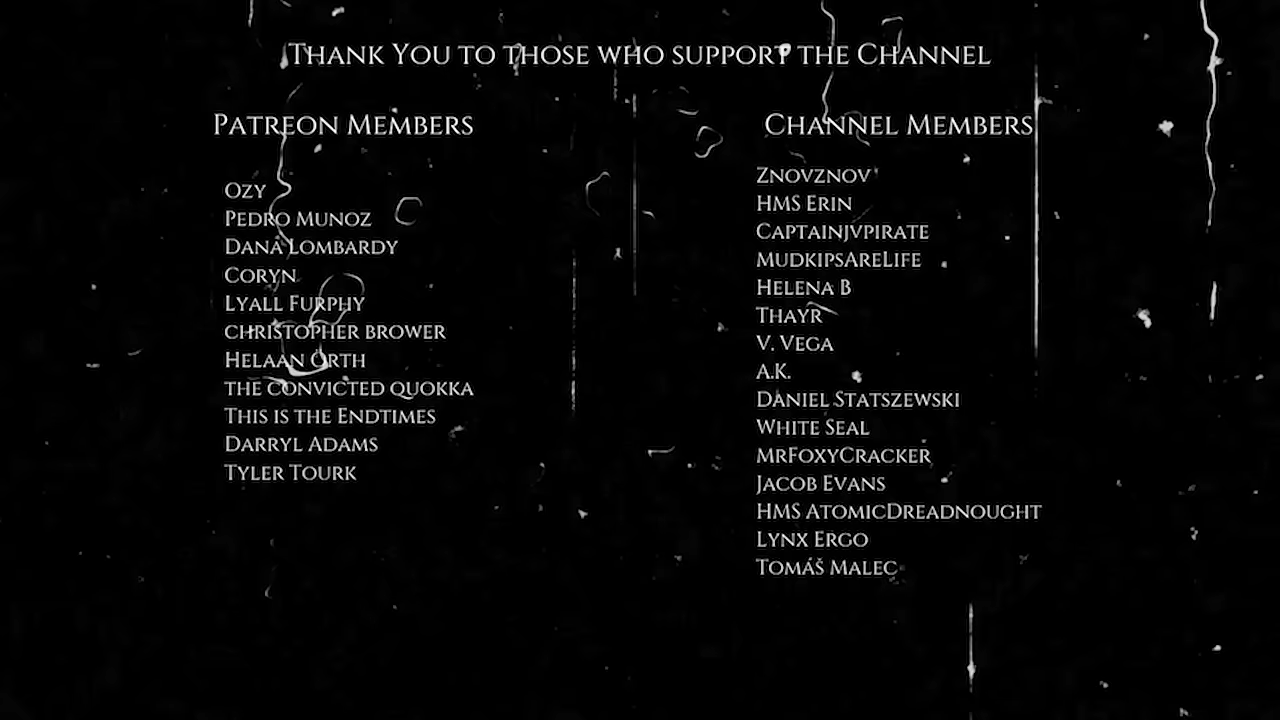 Thank You to those who support the Channel
Patreon Members
Ozy
Pedro Munoz
Dana Lombardy
Coryn
Lyall Furphy
christopher brower
Helaan Orth
the convicted quokka
This is the Endtimes
Darryl Adams
Tyler Tourk
Channel Members
Znovznov
HMS Erin
Captainjvpirate
MudkipsAreLife
Helena B
Thayr
V. Vega
A.K.
Daniel Statszewski
White Seal
MrFoxyCracker
Jacob Evans
HMS AtomicDreadnought
Lynx Ergo
Tomáš Malec